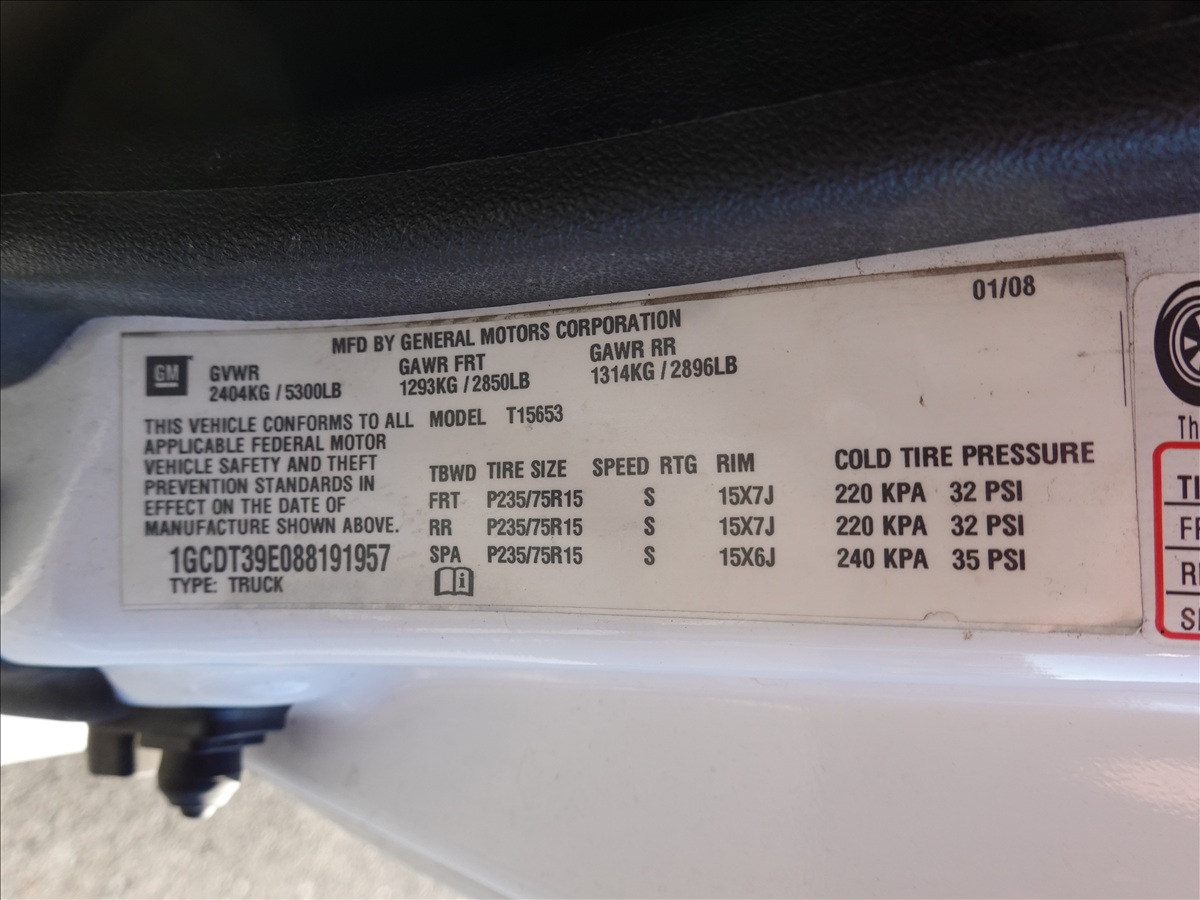 01/08
MFD BY GENERAL MOTORS CORPORATION
GM
GVWR GAWR FRT GAWR RR
2404KG / 5300LB 1293KG / 2850LB 1314KG / 2896LB
THIS VEHICLE CONFORMS TO ALL
APPLICABLE FEDERAL MOTOR
VEHICLE SAFETY AND THEFT
PREVENTION STANDARDS IN
EFFECT ON THE DATE OF
MANUFACTURE SHOWN ABOVE.
1GCDT39E088191957
TYPE: TRUCK
MODEL T15653
TBWD TIRE SIZE SPEED RTG RIM COLD TIRE PRESSURE
FRT P235/75R15 S 15X7J 220 KPA 32 PSI
RR P235/75R15 S 15X7J 220 KPA 32 PSI
SPA P235/75R15 S 15X6J 240 KPA 35 PSI
i
Th
TI
FR